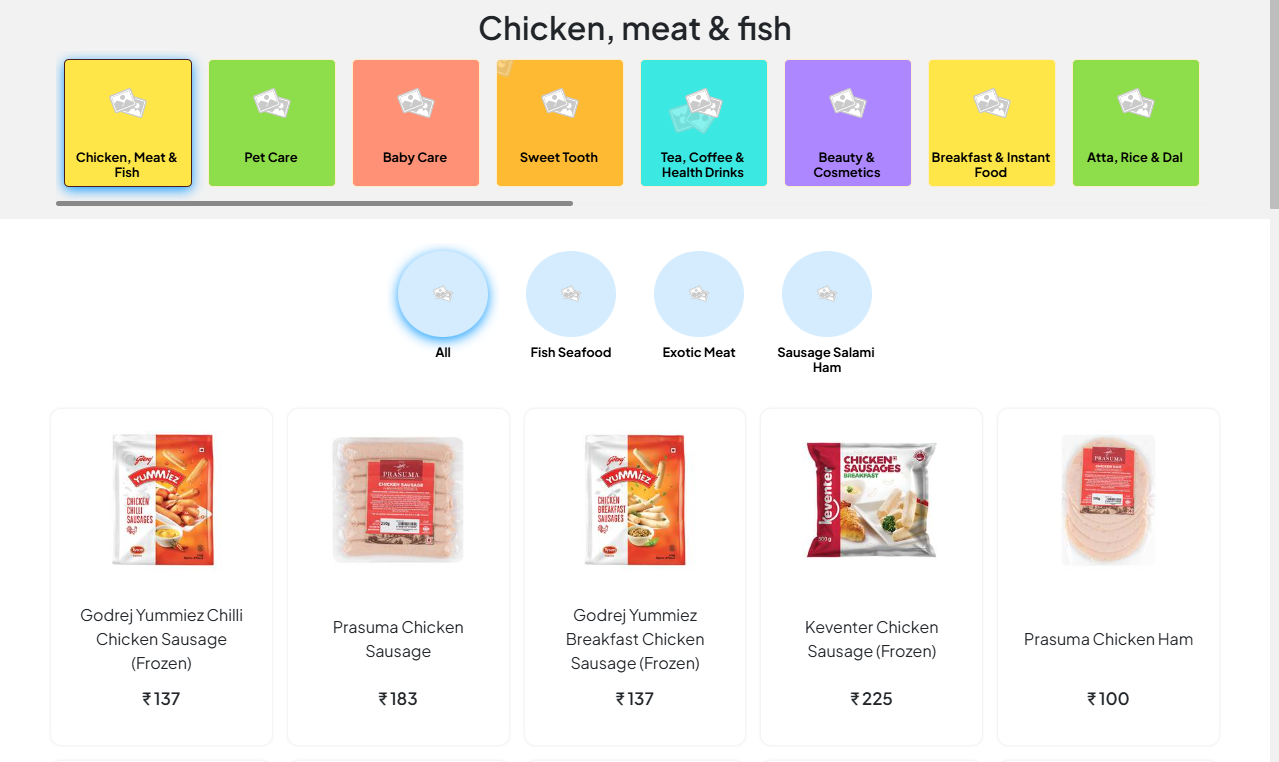 Chicken, meat & fish
Chicken, Meat &
Fish
Pet Care
Baby Care
Sweet Tooth
Tea, Coffee &
Health Drinks
Beauty &
Cosmetics
Breakfast & Instant
Food
Atta, Rice & Dal
All
Fish Seafood
Exotic Meat
Sausage Salami
Ham
Godrej
YUMMIEZ
CHICKEN
CHILLI
SAUSAGES
PRASUMA
CHICKEN SAUSAGE
Godrej
YUMMIEZ
CHICKEN
BREAKFAST
SAUSAGES
keventer
CHICKEN
SAUSAGES
BREAKFAST
PRASUMA
CHICKEN HAM
Godrej Yummiez Chilli
Chicken Sausage
(Frozen)
₹ 137
Prasuma Chicken
Sausage
₹ 183
Godrej Yummiez
Breakfast Chicken
Sausage (Frozen)
₹ 137
Keventer Chicken
Sausage (Frozen)
₹ 225
Prasuma Chicken Ham
₹ 100